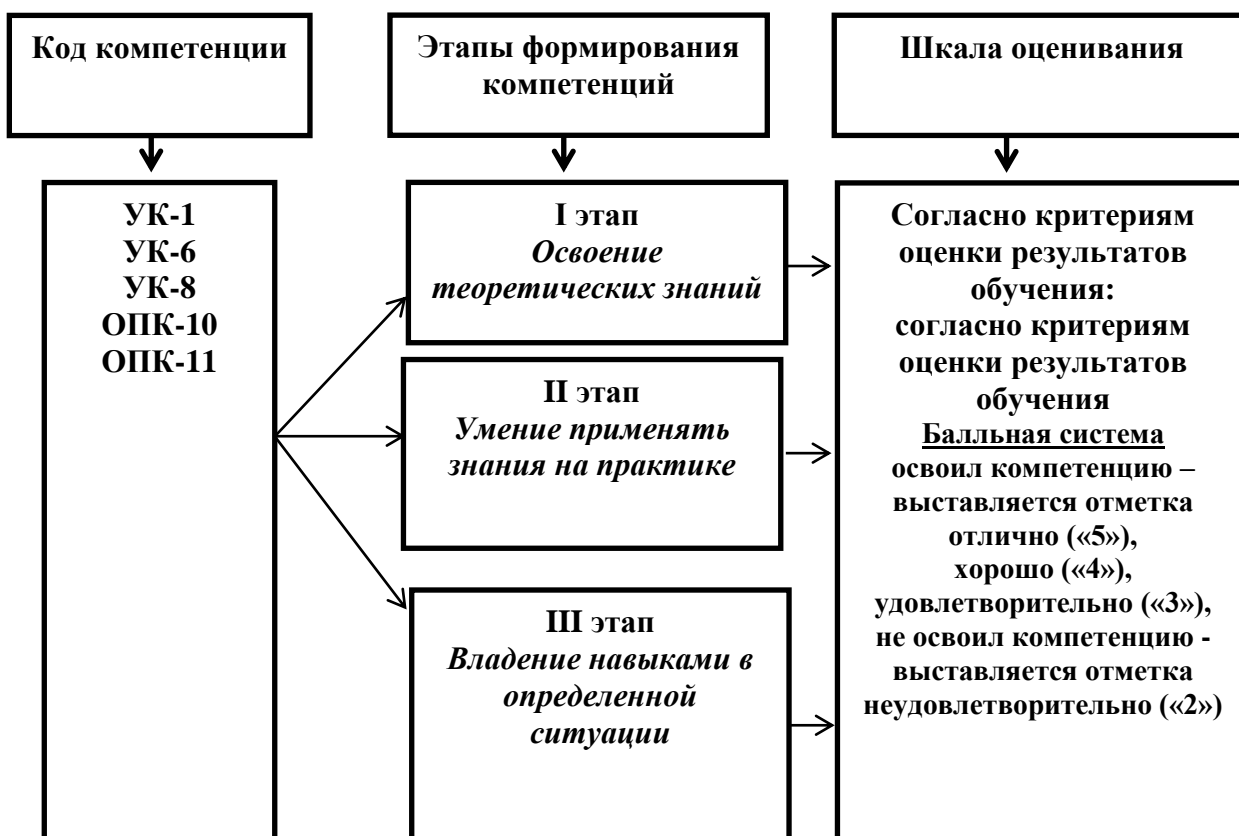 Код компетенции
Этапы формирования
компетенций
Шкала оценивания
УК-1
УК-6
УК-8
ОПК-10
ОПК-11
I этап
Освоение
теоретических знаний
II этап
Умение применять
знания на практике
III этап
Владение навыками в
определенной
ситуации
Согласно критериям
оценки результатов
обучения:
согласно критериям
оценки результатов
обучения
Балльная система
освоил компетенцию –
выставляется отметка
отлично («5»),
хорошо («4»),
удовлетворительно («3»),
не освоил компетенцию -
выставляется отметка
неудовлетворительно («2»)